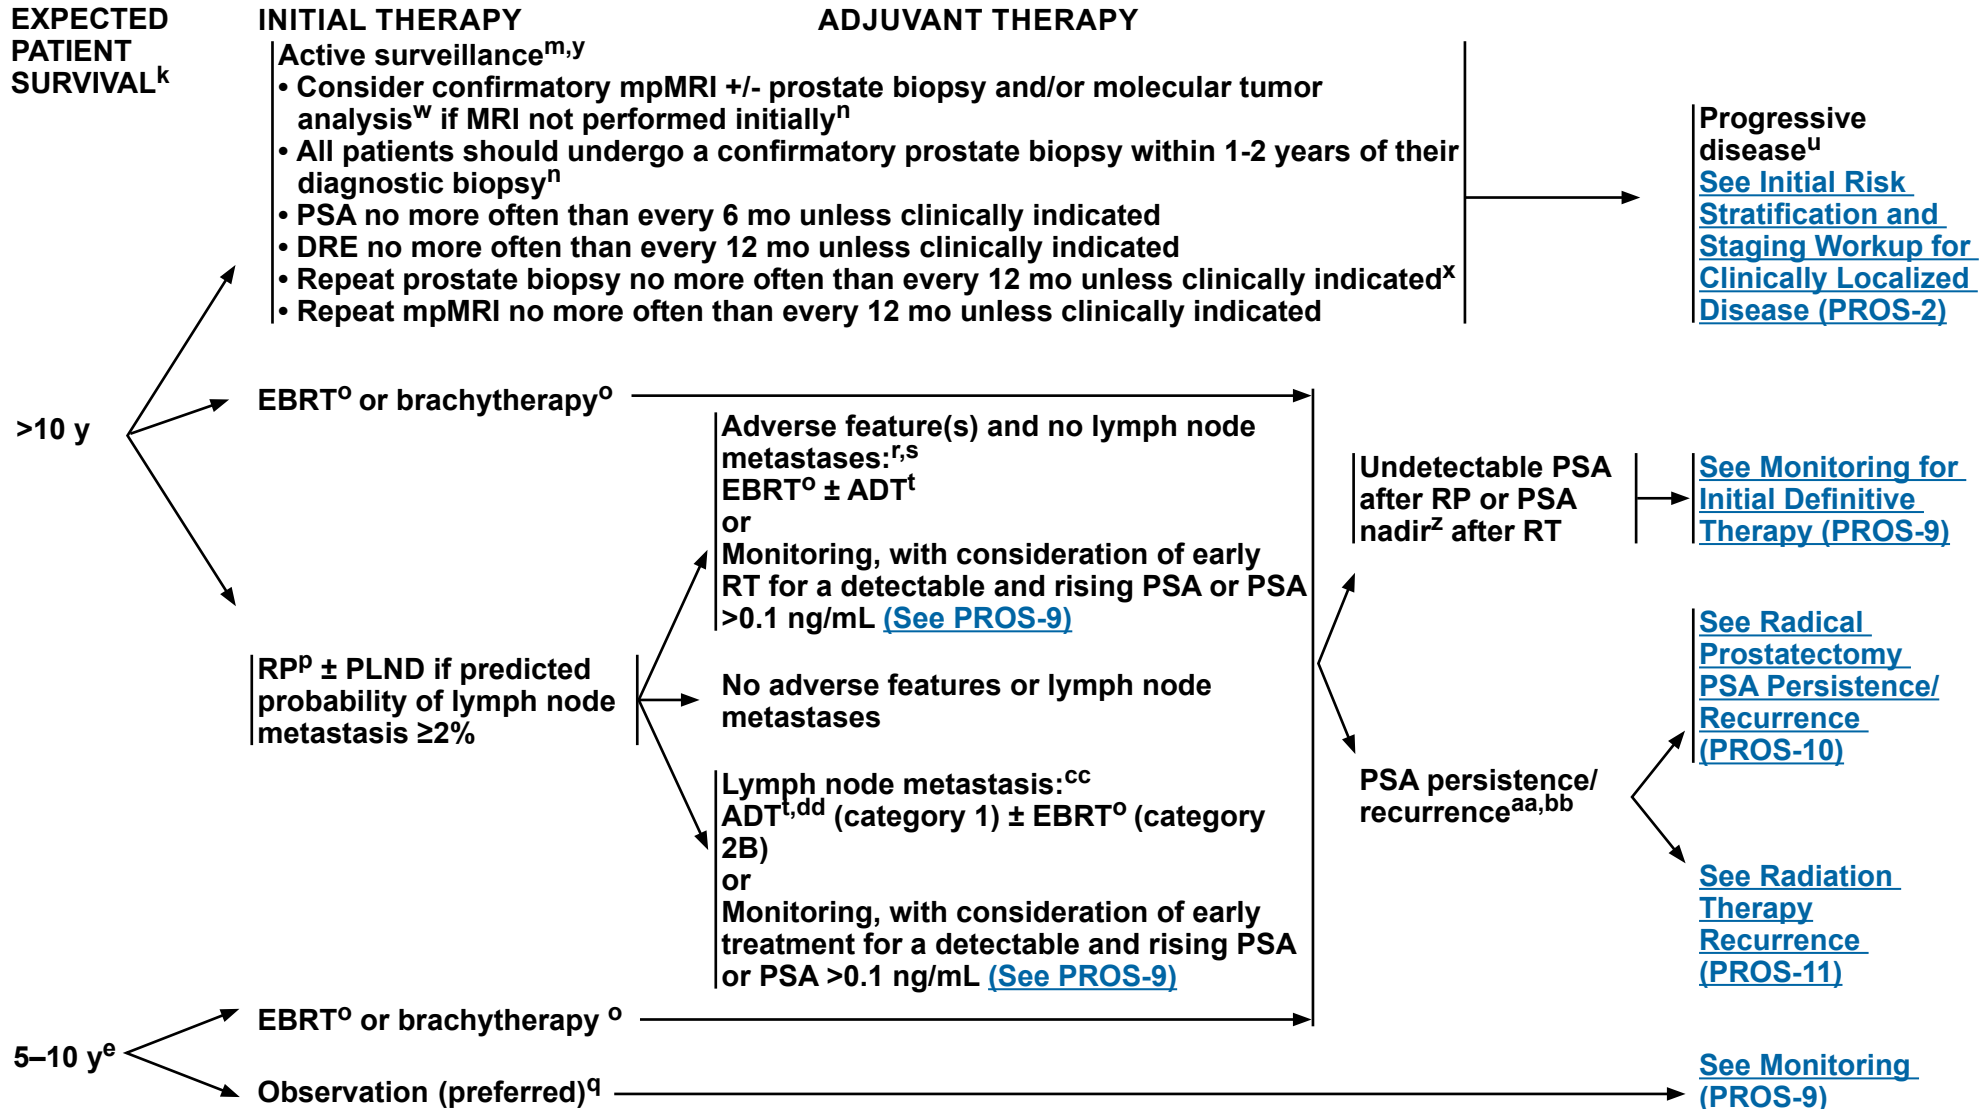 EXPECTED
PATIENT
SURVIVALk
INITIAL THERAPY
ADJUVANT THERAPY
Active surveillancem,y
• Consider confirmatory mpMRI +/- prostate biopsy and/or molecular tumor
analysisw if MRI not performed initiallyn
• All patients should undergo a confirmatory prostate biopsy within 1-2 years of their
diagnostic biopsyn
• PSA no more often than every 6 mo unless clinically indicated
• DRE no more often than every 12 mo unless clinically indicated
• Repeat prostate biopsy no more often than every 12 mo unless clinically indicatedx
• Repeat mpMRI no more often than every 12 mo unless clinically indicated
Progressive
diseaseu
See Initial Risk
Stratification and
Staging Workup for
Clinically Localized
Disease (PROS-2)
>10 y
EBRTo or brachytherapyo
RPp ± PLND if predicted
probability of lymph node
metastasis ≥2%
Adverse feature(s) and no lymph node
metastases:r,s
EBRTo ± ADTt
or
Monitoring, with consideration of early
RT for a detectable and rising PSA or PSA
>0.1 ng/mL (See PROS-9)
No adverse features or lymph node
metastases
Lymph node metastasis:cc
ADTt,dd (category 1) ± EBRTo (category
2B)
or
Monitoring, with consideration of early
treatment for a detectable and rising PSA
or PSA >0.1 ng/mL (See PROS-9)
Undetectable PSA
after RP or PSA
nadirz after RT
See Monitoring for
Initial Definitive
Therapy (PROS-9)
PSA persistence/
recurrenceaa,bb
See Radical
Prostatectomy
PSA Persistence/
Recurrence
(PROS-10)
See Radiation
Therapy
Recurrence
(PROS-11)
5–10 ye
EBRTo or brachytherapy o
Observation (preferred)q
See Monitoring
(PROS-9)